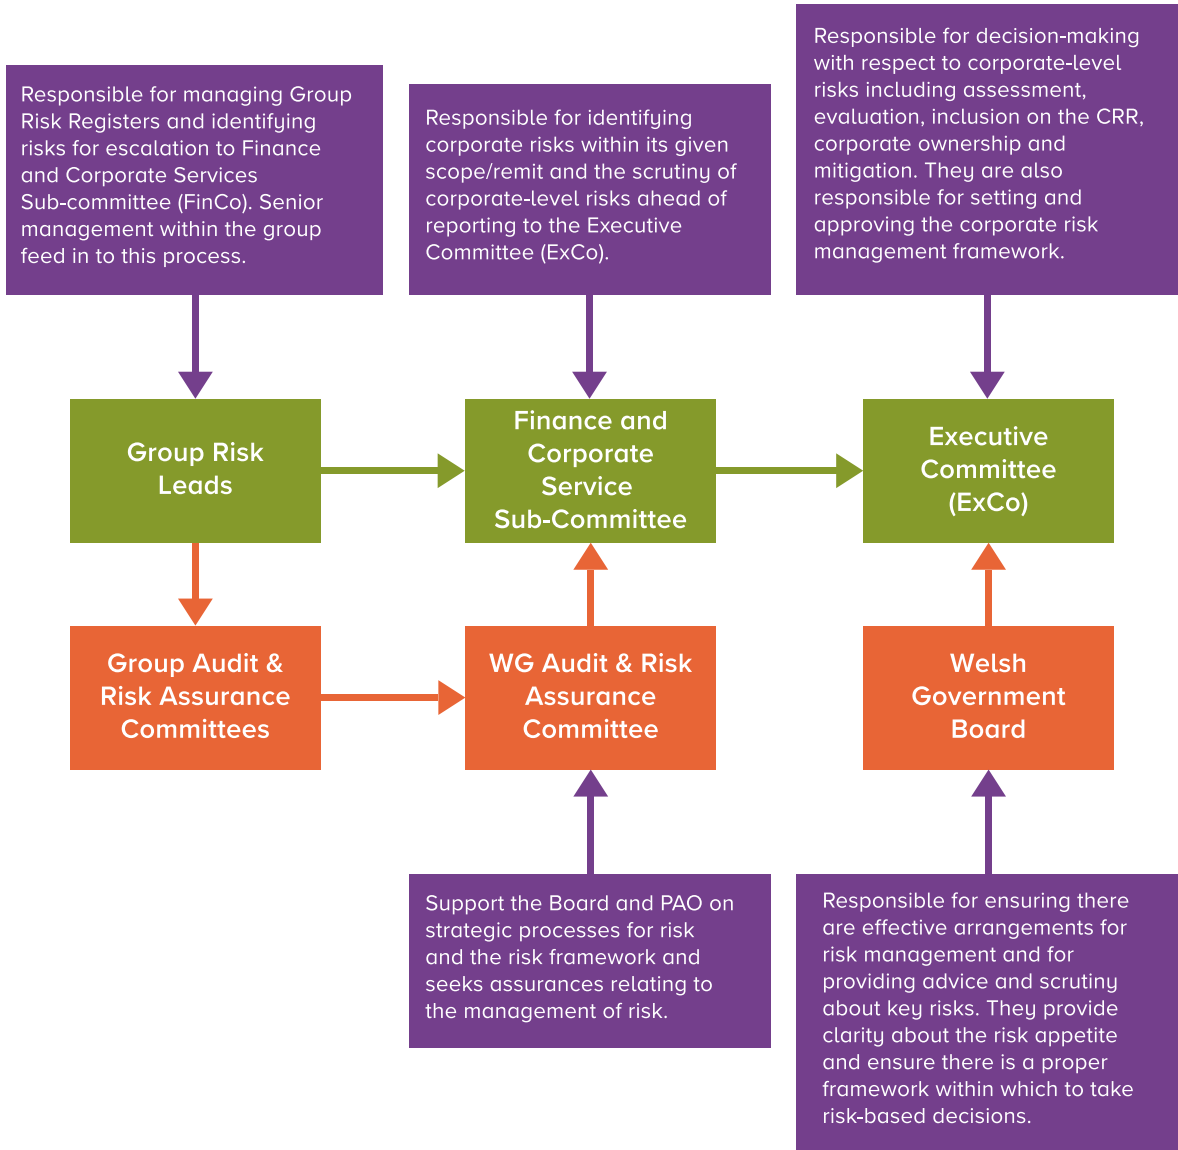 Responsible for managing Group
Risk Registers and identifying
risks for escalation to Finance
and Corporate Services
Sub-committee (FinCo). Senior
management within the group
feed in to this process.
Responsible for identifying
corporate risks within its given
scope/remit and the scrutiny of
corporate-level risks ahead of
reporting to the Executive
Committee (ExCo).
Responsible for decision-making
with respect to corporate-level
risks including assessment,
evaluation, inclusion on the CRR,
corporate ownership and
mitigation. They are also
responsible for setting and
approving the corporate risk
management framework.
Group Risk
Leads
Finance and
Corporate
Service
Sub-Committee
Executive
Committee
(ExCo)
Group Audit &
Risk Assurance
Committees
WG Audit & Risk
Assurance
Committee
Welsh
Government
Board
Support the Board and PAO on
strategic processes for risk
and the risk framework and
seeks assurances relating to
the management of risk.
Responsible for ensuring there
are effective arrangements for
risk management and for
providing advice and scrutiny
about key risks. They provide
clarity about the risk appetite
and ensure there is a proper
framework within which to take
risk-based decisions.